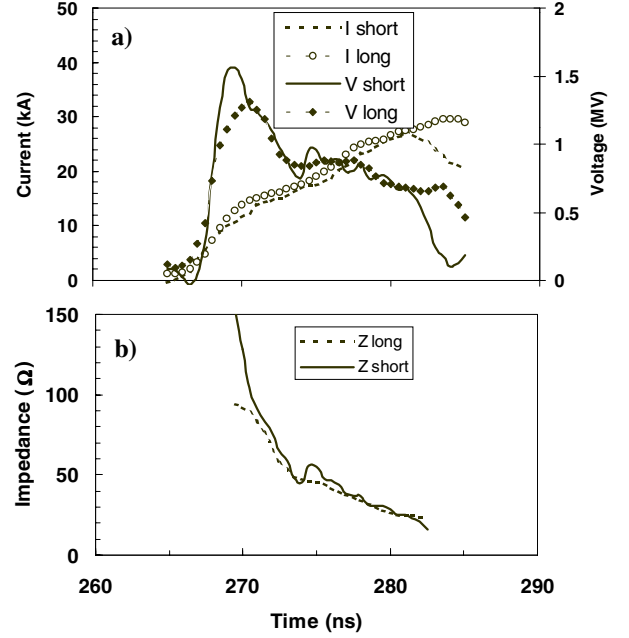 a)
I short
I long
V short
V long
50
40
30
20
10
0
Current (kA)
2
1.5
1
0.5
0
Voltage (MV)
b)
Z long
Z short
150
100
50
0
Impedance (Ω)
260 270 280 290
Time (ns)